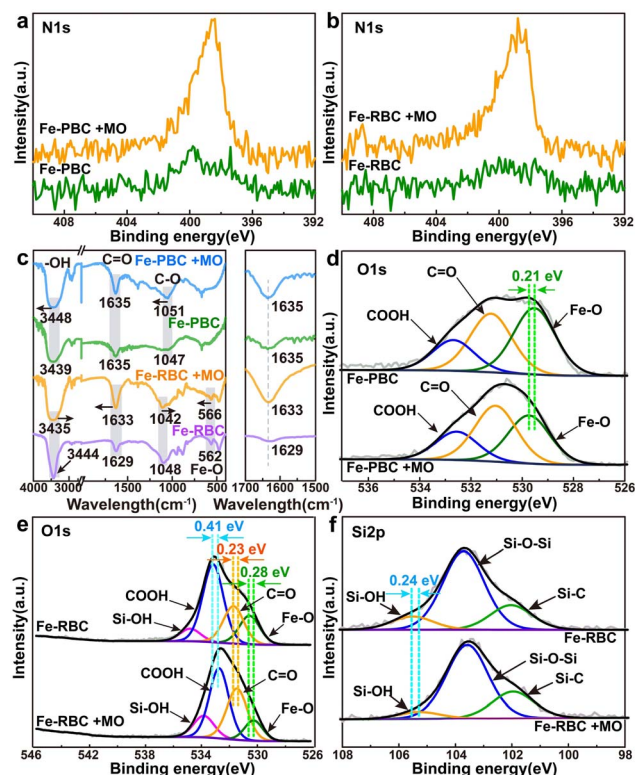 a
N1s
Fe-PBC +MO
Fe-PBC
Intensity(a.u.)
408 404 400 396 392
Binding energy(eV)
b
N1s
Fe-RBC +MO
Fe-RBC
Intensity(a.u.)
408 404 400 396 392
Binding energy(eV)
c
-OH
C=O
Fe-PBC +MO
C-O
3448
1635
1051
Fe-PBC
3439
1635
1047
Fe-RBC +MO
3435
1633
1042
566
Fe-RBC
3444
1629
1048
562
Fe-O
4000 3000 1500 1000 500
Wavelength(cm-1)
1635
1635
1633
1629
1700 1600 1500
Wavelength(cm-1)
d
O1s
0.21 eV
C=O
COOH
Fe-O
Fe-PBC
C=O
COOH
Fe-O
Fe-PBC +MO
Intensity(a.u.)
536 534 532 530 528 526
Binding energy(eV)
e
O1s
0.41 eV
0.23 eV
0.28 eV
COOH
C=O
Si-OH
Fe-O
Fe-RBC
COOH
C=O
Si-OH
Fe-O
Fe-RBC +MO
Intensity(a.u.)
546 542 538 534 530 526
Binding energy(eV)
f
Si2p
Si-O-Si
0.24 eV
Si-OH
Si-C
Fe-RBC
Si-O-Si
Si-OH
Si-C
Fe-RBC +MO
Intensity(a.u.)
108 106 104 102 100 98
Binding energy(eV)